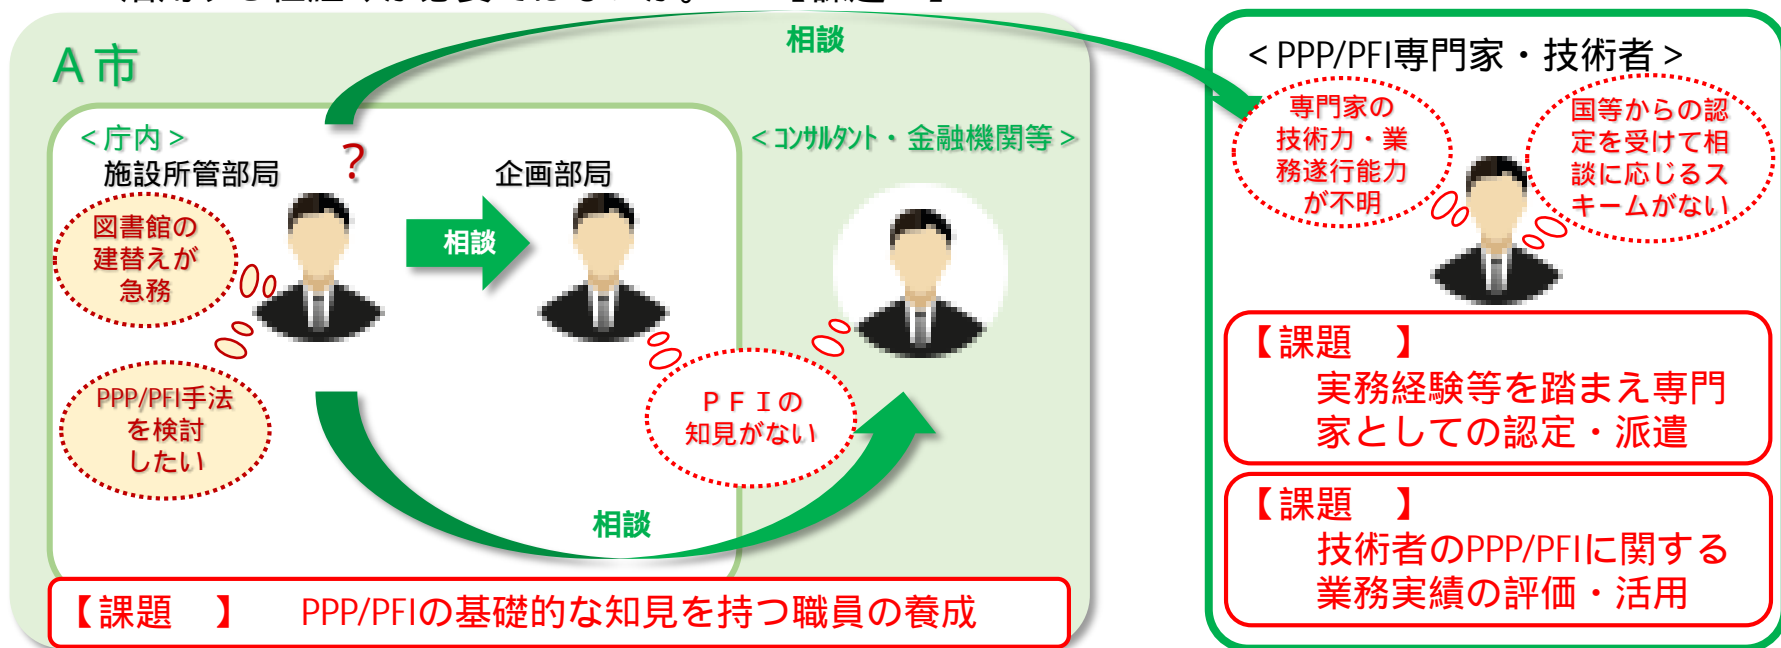 相談
A市
<庁内>
施設所管部局
?
企画部局
<コンサルタント・金融機関等>
図書館の
建替えが
急務
相談
PPP/PFI手法
を検討
したい
PFIの
知見がない
相談
【課題　】　PPP/PFIの基礎的な知見を持つ職員の養成
<PPP/PFI専門家・技術者>
専門家の
技術力・業
務遂行能力
が不明
国等からの認
定を受けて相
談に応じるス
キームがない
【課題　】
実務経験等を踏まえ専門
家としての認定・派遣
【課題　】
技術者のPPP/PFIに関する
業務実績の評価・活用